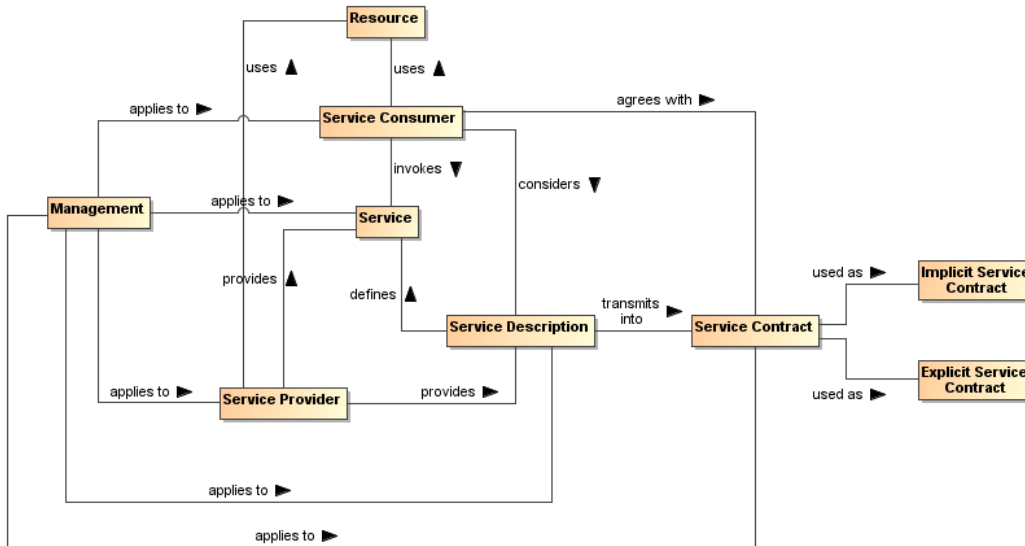 Resource
uses
uses
applies to
Service Consumer
agrees with
invokes
considers
Management
applies to
Service
provides
defines
used as
Implicit Service
Contract
transmits
into
Service Description
Service Contract
applies to
Service Provider
provides
used as
Explicit Service
Contract
applies to
applies to